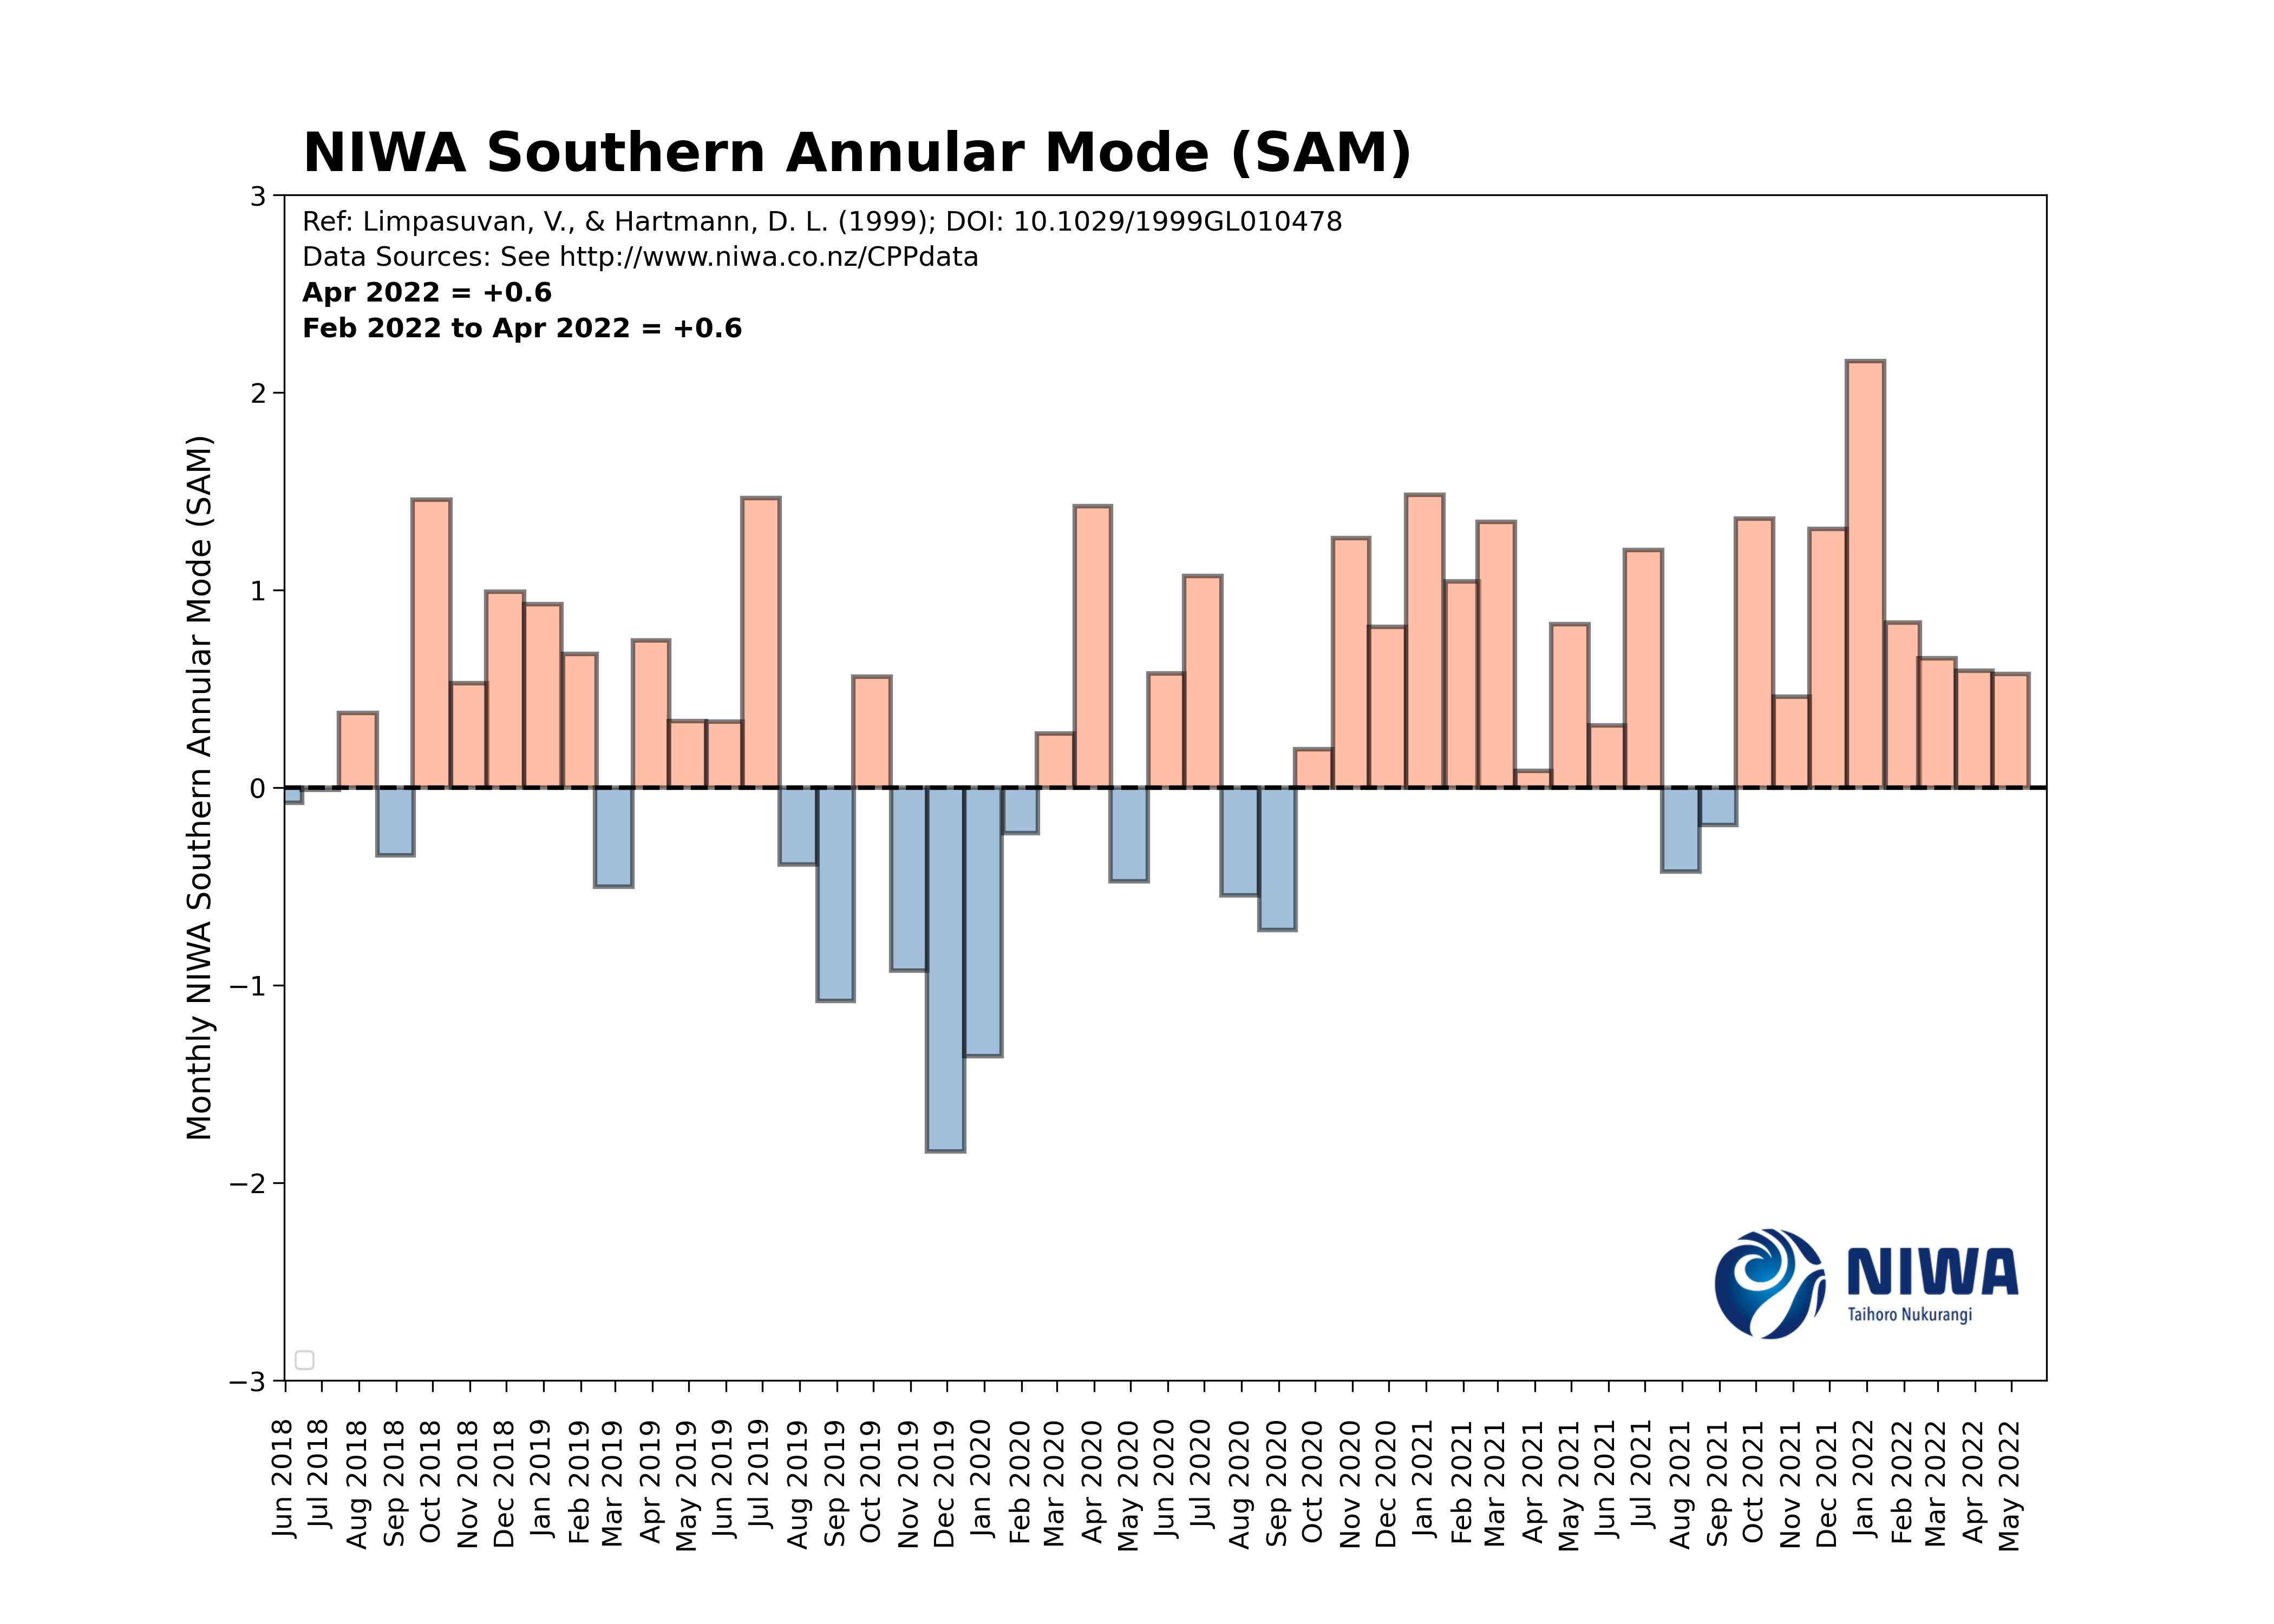 NIWA Southern Annular Mode (SAM)
Ref: Limpasuvan, V., & Hartmann, D. L. (1999); DOI: 10.1029/1999GL010478
Data Sources: See http://www.niwa.co.nz/CPPdata
Apr 2022 = +0.6
Feb 2022 to Apr 2022 = +0.6
Monthly NIWA Southern Annular Mode (SAM)
3
2
1
0
−1
−2
−3
NIWA
Taihoro Nukurangi
Jun 2018
Jul 2018
Aug 2018
Sep 2018
Oct 2018
Nov 2018
Dec 2018
Jan 2019
Feb 2019
Mar 2019
Apr 2019
May 2019
Jun 2019
Jul 2019
Aug 2019
Sep 2019
Oct 2019
Nov 2019
Dec 2019
Jan 2020
Feb 2020
Mar 2020
Apr 2020
May 2020
Jun 2020
Jul 2020
Aug 2020
Sep 2020
Oct 2020
Nov 2020
Dec 2020
Jan 2021
Feb 2021
Mar 2021
Apr 2021
May 2021
Jun 2021
Jul 2021
Aug 2021
Sep 2021
Oct 2021
Nov 2021
Dec 2021
Jan 2022
Feb 2022
Mar 2022
Apr 2022
May 2022